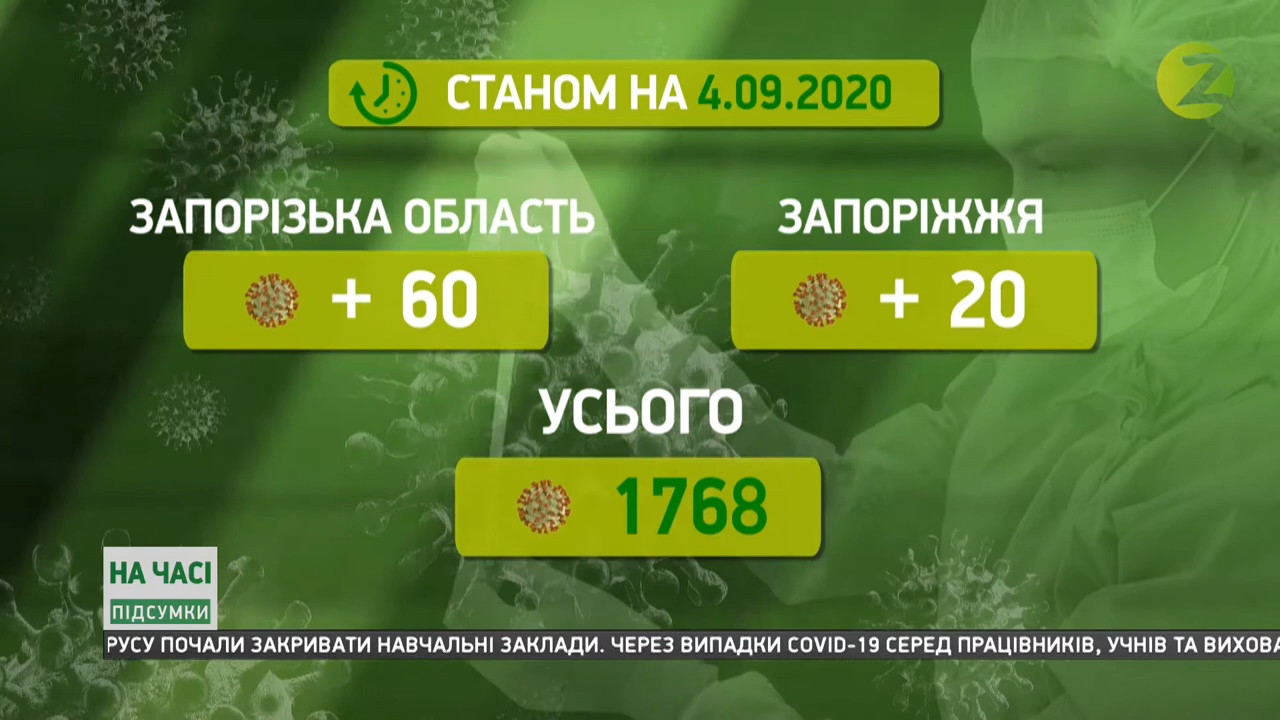 СТАНОМ НА 4.09.2020
ЗАПОРІЗЬКА ОБЛАСТЬ
ЗАПОРІЖЖЯ
+ 60
+ 20
УСЬОГО
1768
НА ЧАСІ
ПІДСУМКИ
РУСУ ПОЧАЛИ ЗАКРИВАТИ НАВЧАЛЬНІ ЗАКЛАДИ. ЧЕРЕЗ ВИПАДКИ COVID-19 СЕРЕД ПРАЦІВНИКІВ, УЧНІВ ТА ВИХОВА